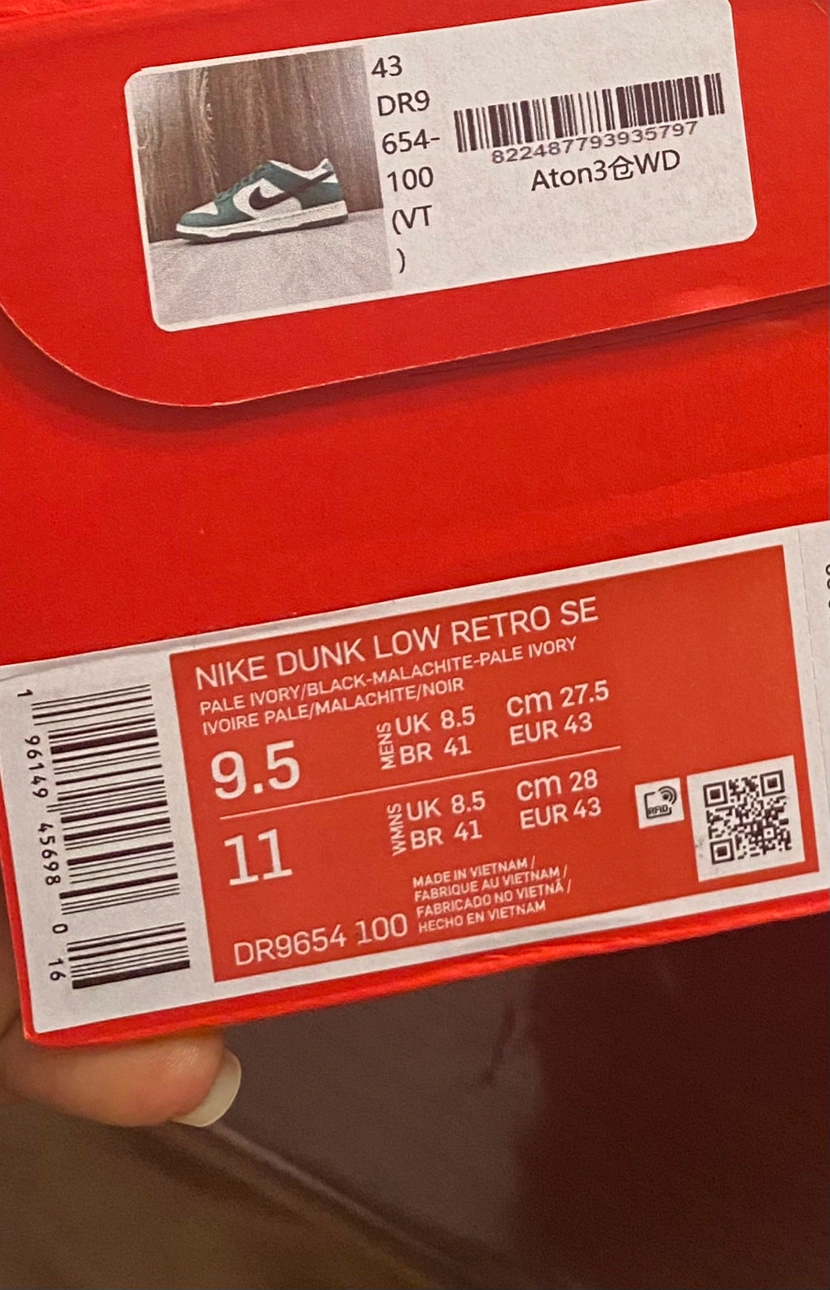 43
DR9
654-
100
(VT
)
822487793935797
Aton3仓WD
NIKE DUNK LOW RETRO SE
PALE IVORY/BLACK-MALACHITE-PALE IVORY
IVOIRE PALE/MALACHITE/NOIR
9.5
MENS
UK 8.5
BR 41
cm 27.5
EUR 43
11
WMNS
UK 8.5
BR 41
cm 28
EUR 43
RFID
MADE IN VIETNAM /
FABRIQUE AU VIETNAM /
FABRICADO NO VIETNÃ /
HECHO EN VIETNAM
DR9654 100
1 96149 45698 0 16